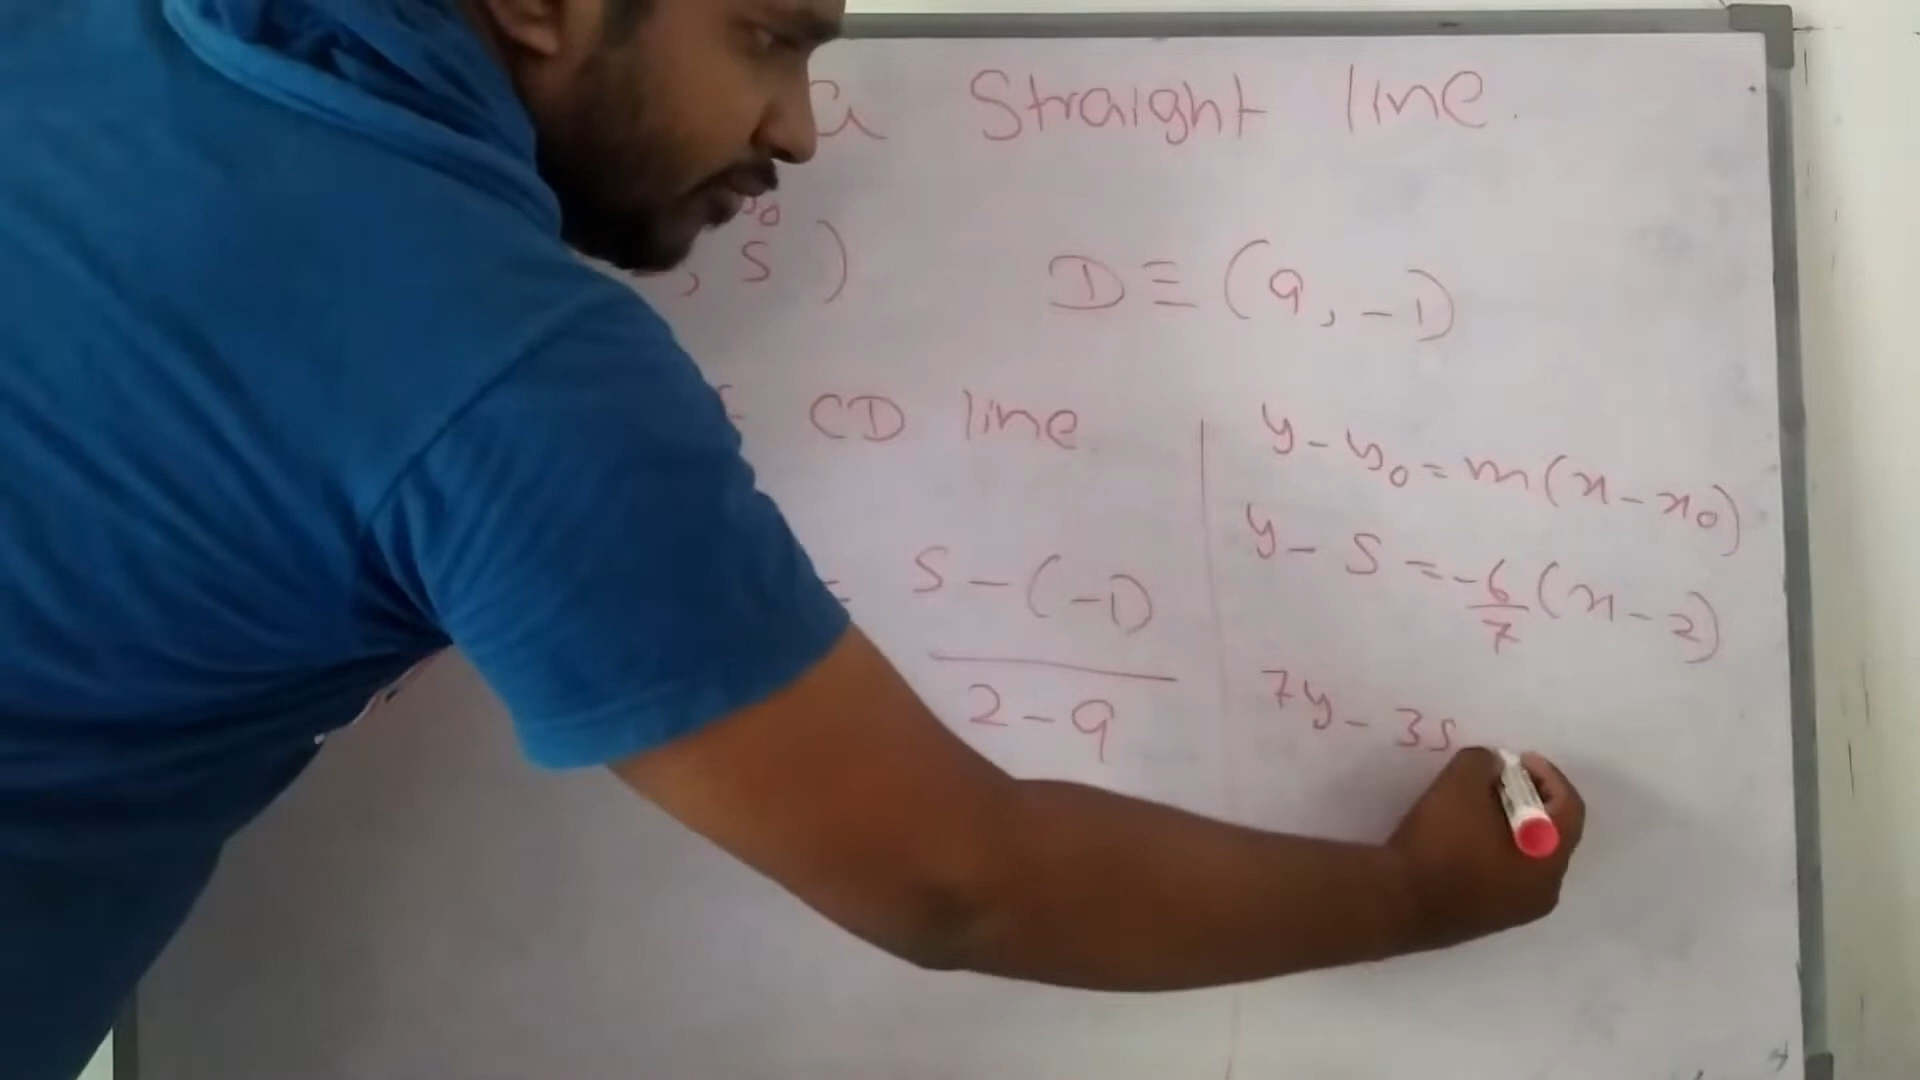 a Straight line.
y₀
, 5) D ≡ (9, -1)
CD line
= 5 - (-1)
2 - 9
y - y₀ = m(x - x₀)
y - 5 = -6/7 (x - 2)
7y - 35